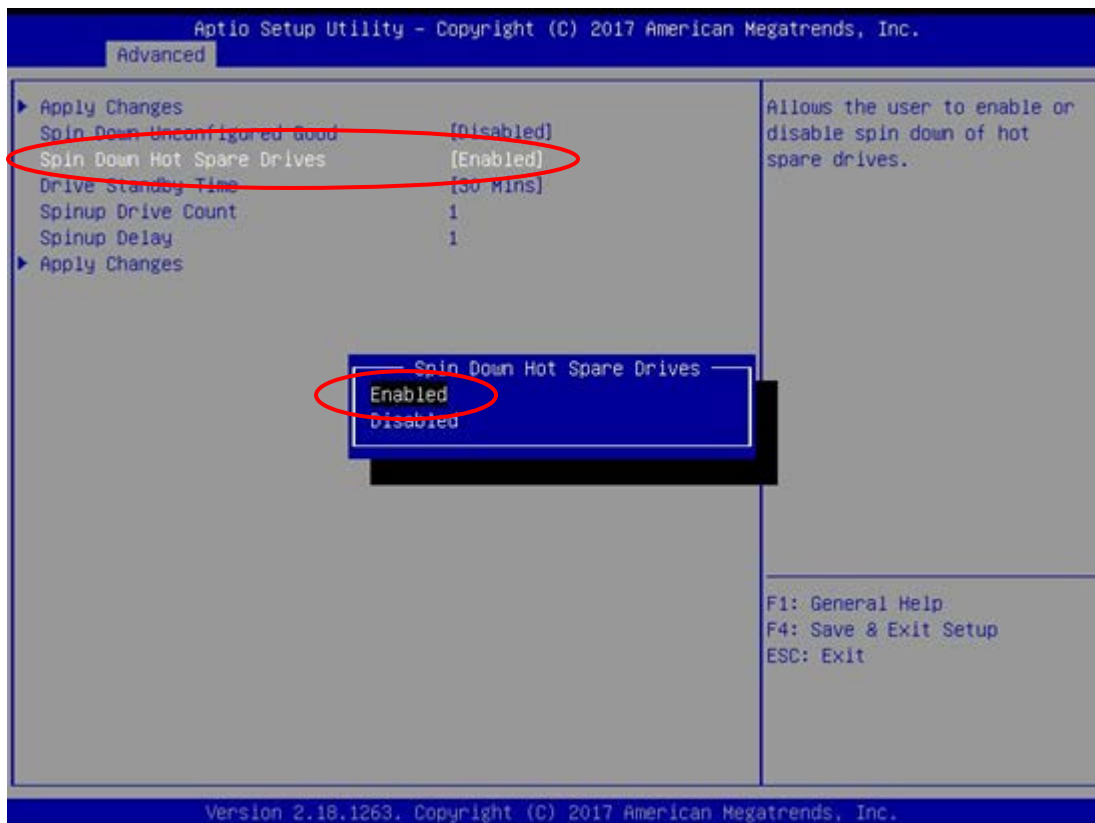 Aptio Setup Utility – Copyright (C) 2017 American Megatrends, Inc.
Advanced
Apply Changes
Spin Down Unconfigured Good [Disabled]
Spin Down Hot Spare Drives [Enabled]
Drive Standby Time [30 Mins]
Spinup Drive Count 1
Spinup Delay 1
Apply Changes
Allows the user to enable or
disable spin down of hot
spare drives.
Spin Down Hot Spare Drives
Enabled
Disabled
F1: General Help
F4: Save & Exit Setup
ESC: Exit
Version 2.18.1263. Copyright (C) 2017 American Megatrends, Inc.